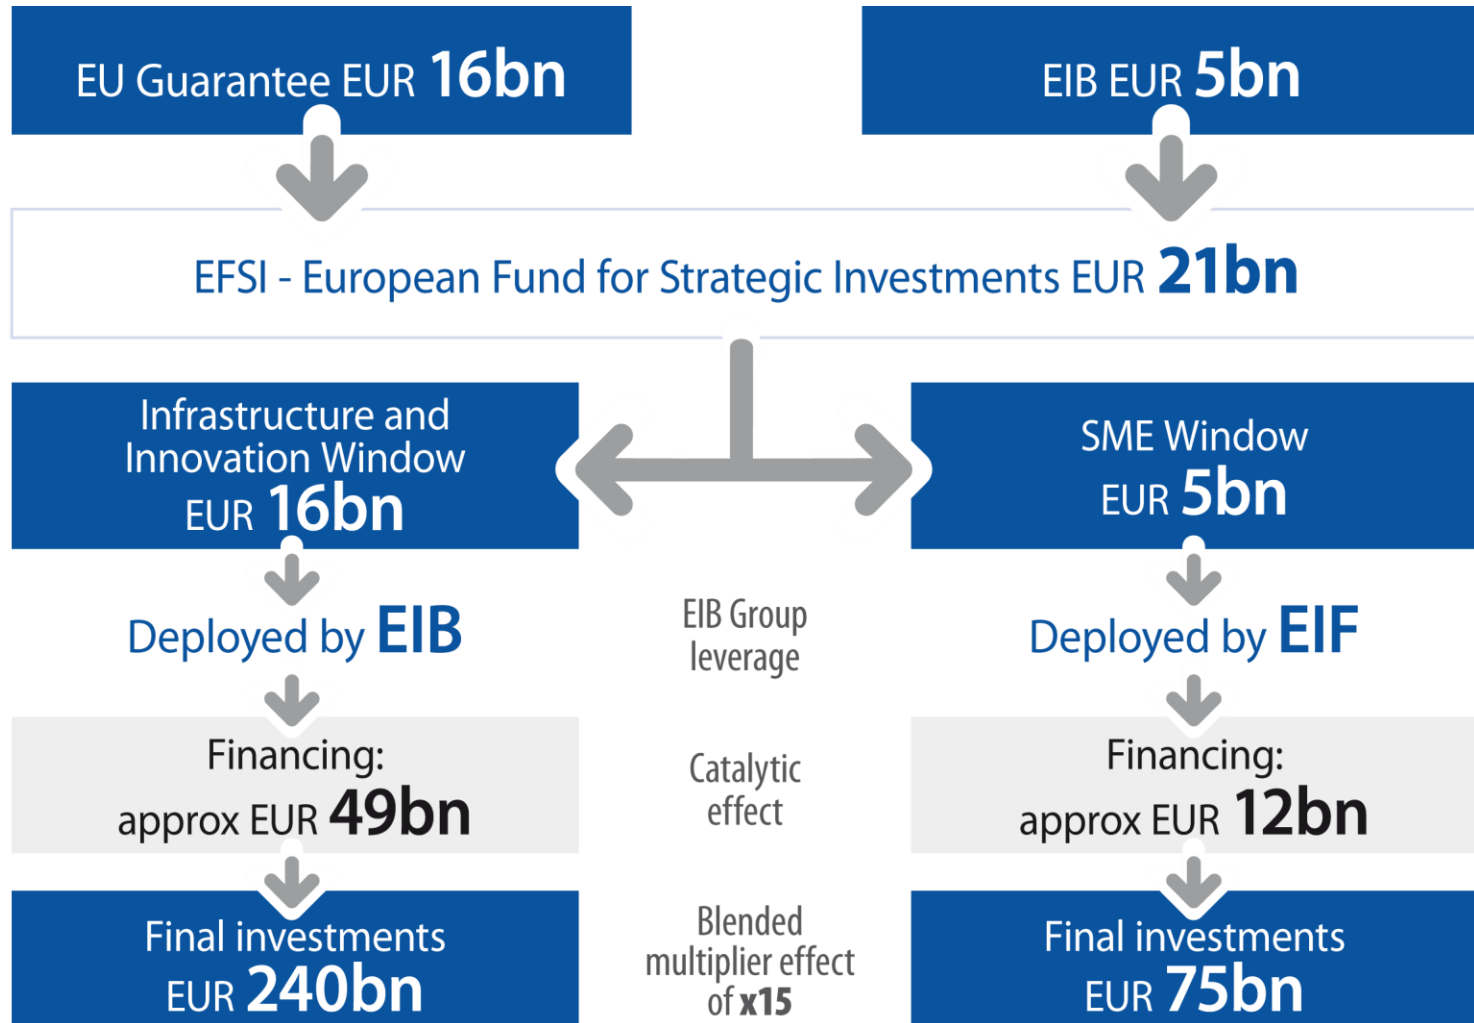 EU Guarantee EUR 16bn
EIB EUR 5bn
EFSI - European Fund for Strategic Investments EUR 21bn
Infrastructure and
Innovation Window
EUR 16bn
SME Window
EUR 5bn
Deployed by EIB
EIB Group
leverage
Deployed by EIF
Financing:
approx EUR 49bn
Catalytic
effect
Financing:
approx EUR 12bn
Final investments
EUR 240bn
Blended
multiplier effect
of x15
Final investments
EUR 75bn